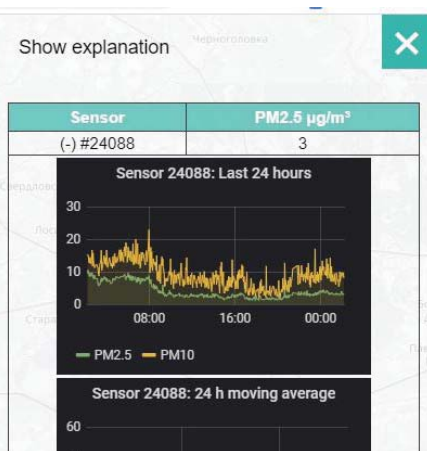 Черноголовка
Show explanation
Sensor PM2.5 µg/m³
(-) #24088 3
Sensor 24088: Last 24 hours
30
20
10
0
08:00 16:00 00:00
PM2.5 PM10
Sensor 24088: 24 h moving average
60